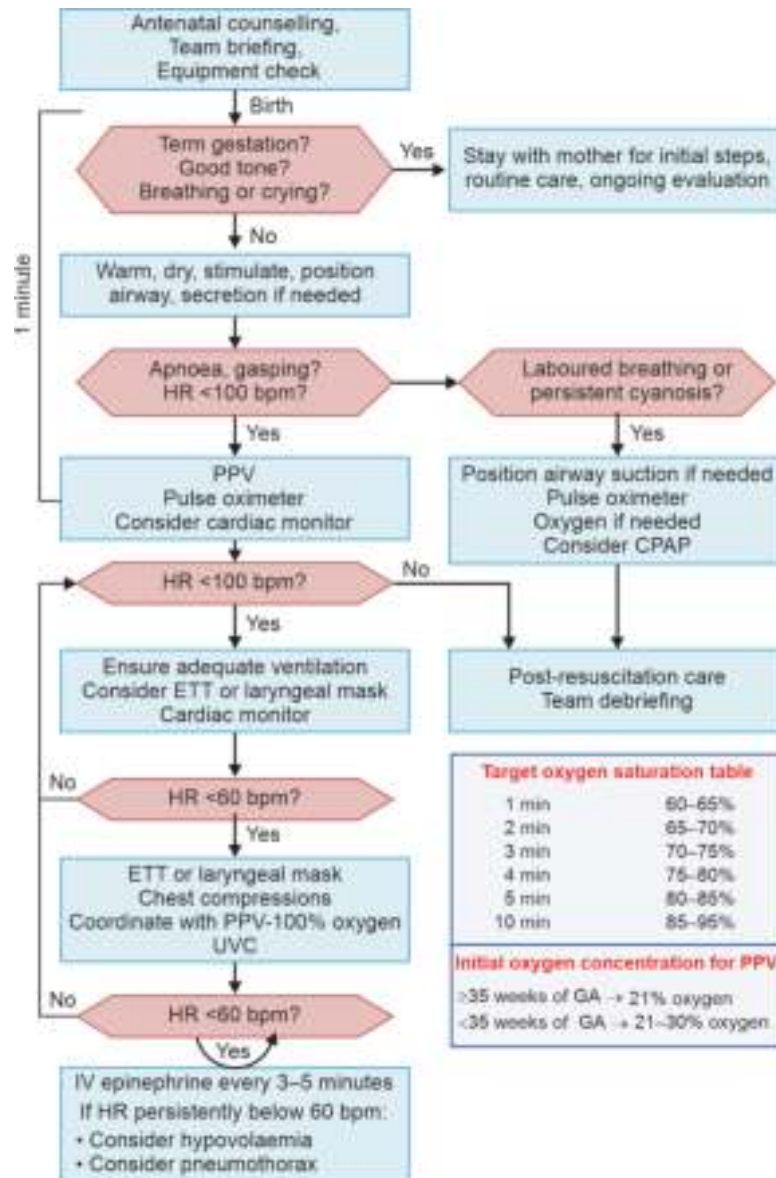 Antenatal counselling,
Team briefing,
Equipment check
Birth
Term gestation?
Good tone?
Breathing or crying?
Yes
Stay with mother for initial steps,
routine care, ongoing evaluation
No
Warm, dry, stimulate, position
airway, secretion if needed
1 minute
Apnoea, gasping?
HR <100 bpm?
Laboured breathing or
persistent cyanosis?
Yes
Yes
PPV
Pulse oximeter
Consider cardiac monitor
Position airway suction if needed
Pulse oximeter
Oxygen if needed
Consider CPAP
HR <100 bpm?
No
Yes
Ensure adequate ventilation
Consider ETT or laryngeal mask
Cardiac monitor
Post-resuscitation care
Team debriefing
No
HR <60 bpm?
Yes
ETT or laryngeal mask
Chest compressions
Coordinate with PPV-100% oxygen
UVC
No
HR <60 bpm?
Yes
IV epinephrine every 3–5 minutes
If HR persistently below 60 bpm:
• Consider hypovolaemia
• Consider pneumothorax
Target oxygen saturation table
1 min 60–65%
2 min 65–70%
3 min 70–75%
4 min 75–80%
5 min 80–85%
10 min 85–95%
Initial oxygen concentration for PPV
≥35 weeks of GA → 21% oxygen
<35 weeks of GA → 21–30% oxygen